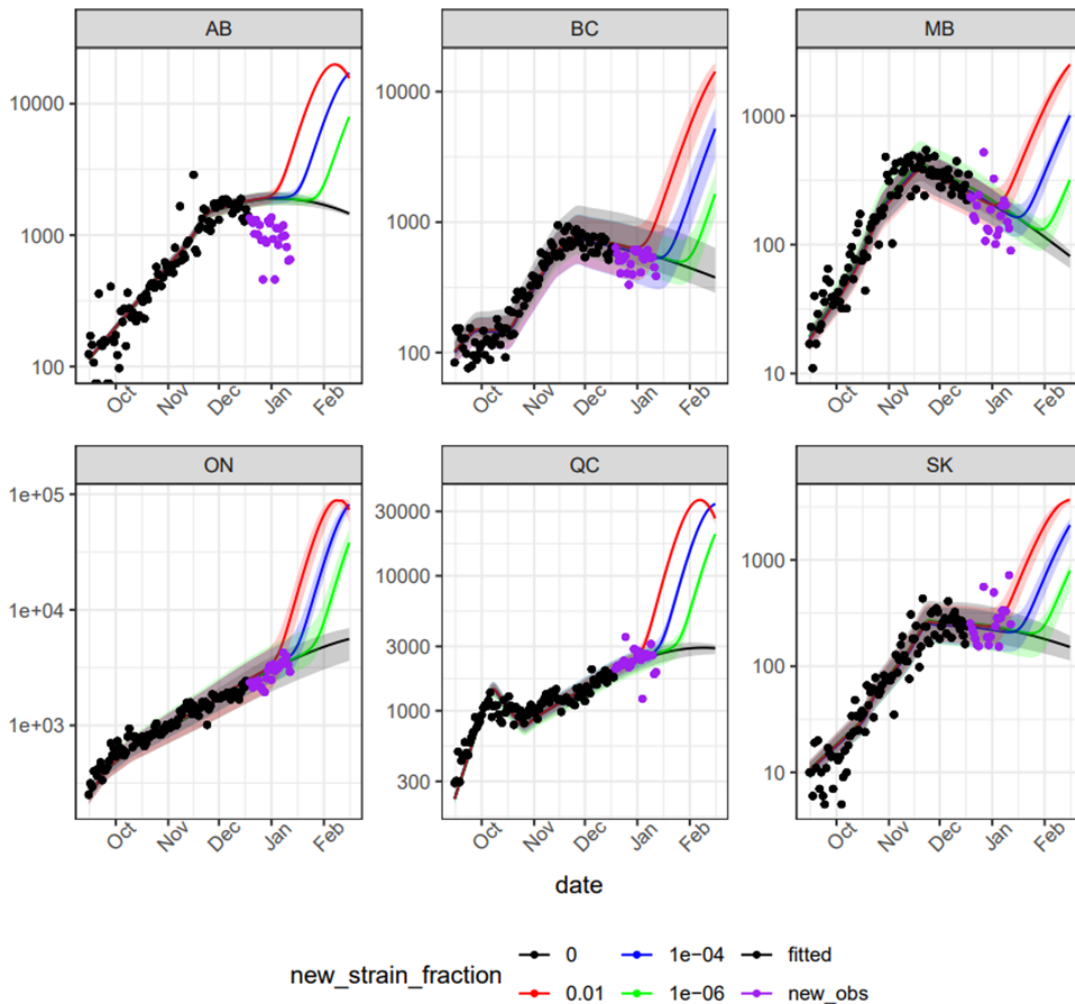 AB BC MB
10000
1000
100
10000
1000
100
1000
100
10
Oct Nov Dec Jan Feb Oct Nov Dec Jan Feb Oct Nov Dec Jan Feb
ON QC SK
1e+05
1e+04
1e+03
30000
10000
3000
1000
300
1000
100
10
Oct Nov Dec Jan Feb Oct Nov Dec Jan Feb Oct Nov Dec Jan Feb
date
new_strain_fraction
0 1e−04 fitted
0.01 1e−06 new_obs